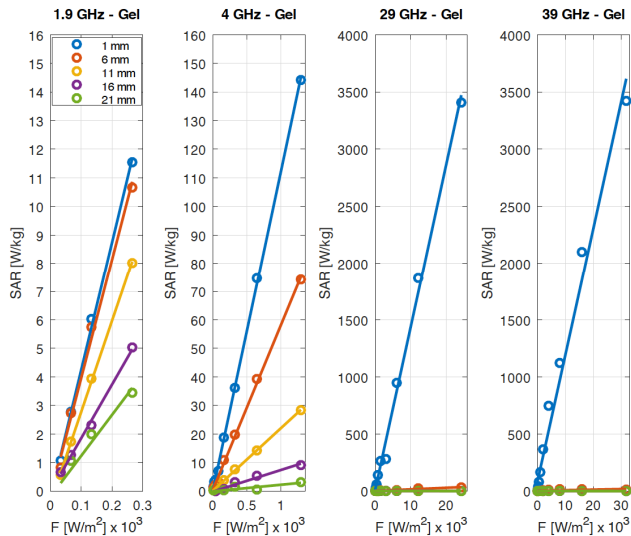 1.9 GHz - Gel
4 GHz - Gel
29 GHz - Gel
39 GHz - Gel
1 mm
6 mm
11 mm
16 mm
21 mm
SAR [W/kg]
16
15
14
13
12
11
10
9
8
7
6
5
4
3
2
1
0
0 0.1 0.2 0.3
F [W/m²] x 10³
SAR [W/kg]
160
150
140
130
120
110
100
90
80
70
60
50
40
30
20
10
0
0 0.5 1
F [W/m²] x 10³
SAR [W/kg]
4000
3500
3000
2500
2000
1500
1000
500
0
0 10 20
F [W/m²] x 10³
SAR [W/kg]
4000
3500
3000
2500
2000
1500
1000
500
0
0 10 20 30
F [W/m²] x 10³